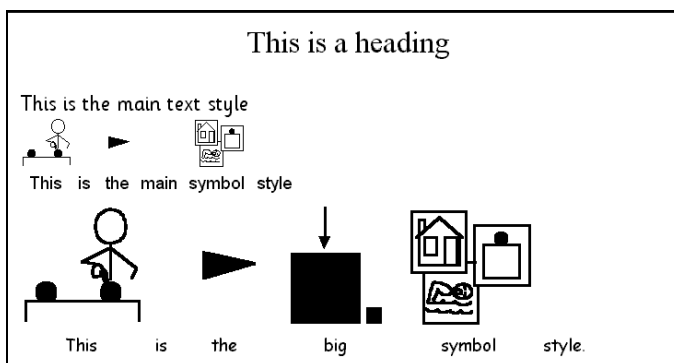 This is a heading
This is the main text style
This is the main symbol style
This is the big symbol style.